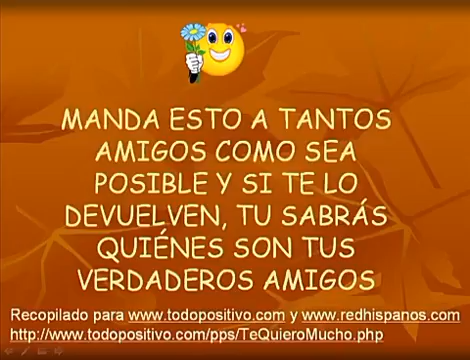 MANDA ESTO A TANTOS
AMIGOS COMO SEA
POSIBLE Y SI TE LO
DEVUELVEN, TU SABRÁS
QUIÉNES SON TUS
VERDADEROS AMIGOS
Recopilado para www.todopositivo.com y www.redhispanos.com
http://www.todopositivo.com/pps/TeQuieroMucho.php